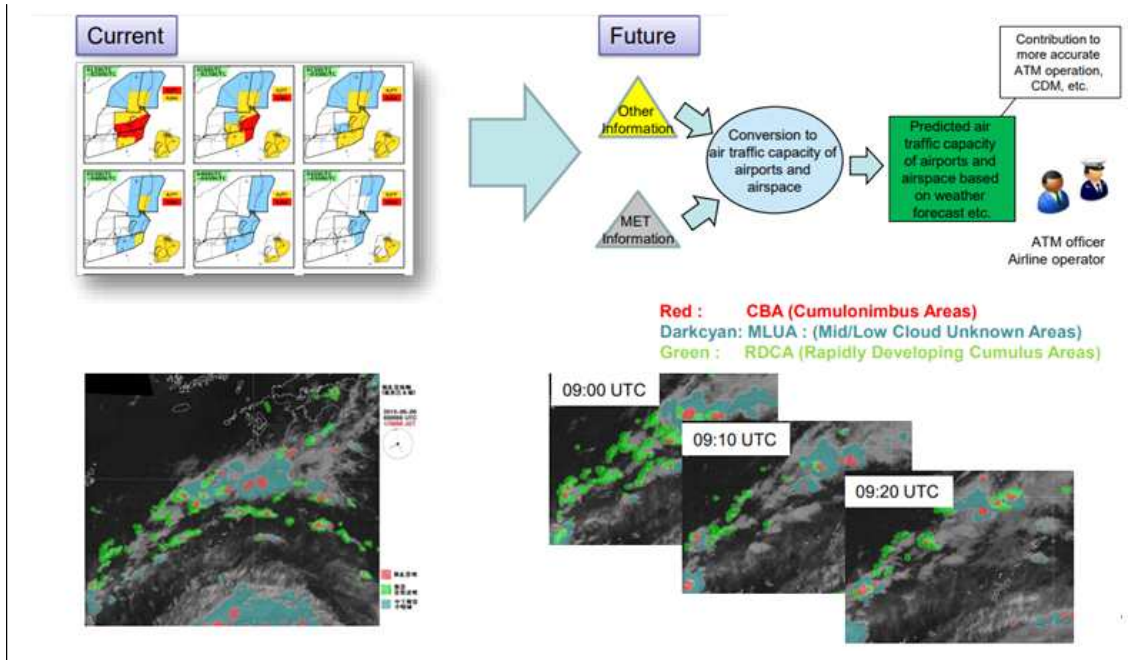 Current
Future
Contribution to
more accurate
ATM operation,
CDM, etc.
Other
Information
Conversion to
air traffic capacity of
airports and
airspace
Predicted air
traffic capacity
of airports and
airspace based
on weather
forecast etc.
MET
Information
ATM officer
Airline operator
Red : CBA (Cumulonimbus Areas)
Darkcyan: MLUA : (Mid/Low Cloud Unknown Areas)
Green : RDCA (Rapidly Developing Cumulus Areas)
09:00 UTC
09:10 UTC
09:20 UTC